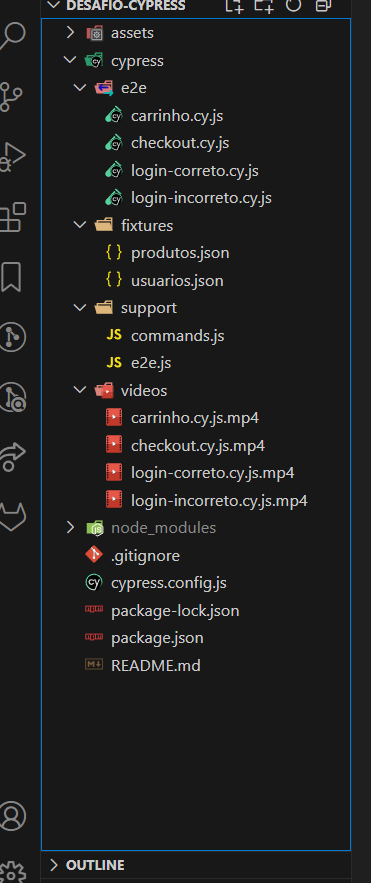 DESAFIO-CYPRESS
assets
cypress
e2e
carrinho.cy.js
checkout.cy.js
login-correto.cy.js
login-incorreto.cy.js
fixtures
{ } produtos.json
{ } usuarios.json
support
JS commands.js
JS e2e.js
videos
carrinho.cy.js.mp4
checkout.cy.js.mp4
login-correto.cy.js.mp4
login-incorreto.cy.js.mp4
node_modules
.gitignore
cy cypress.config.js
package-lock.json
package.json
README.md
OUTLINE